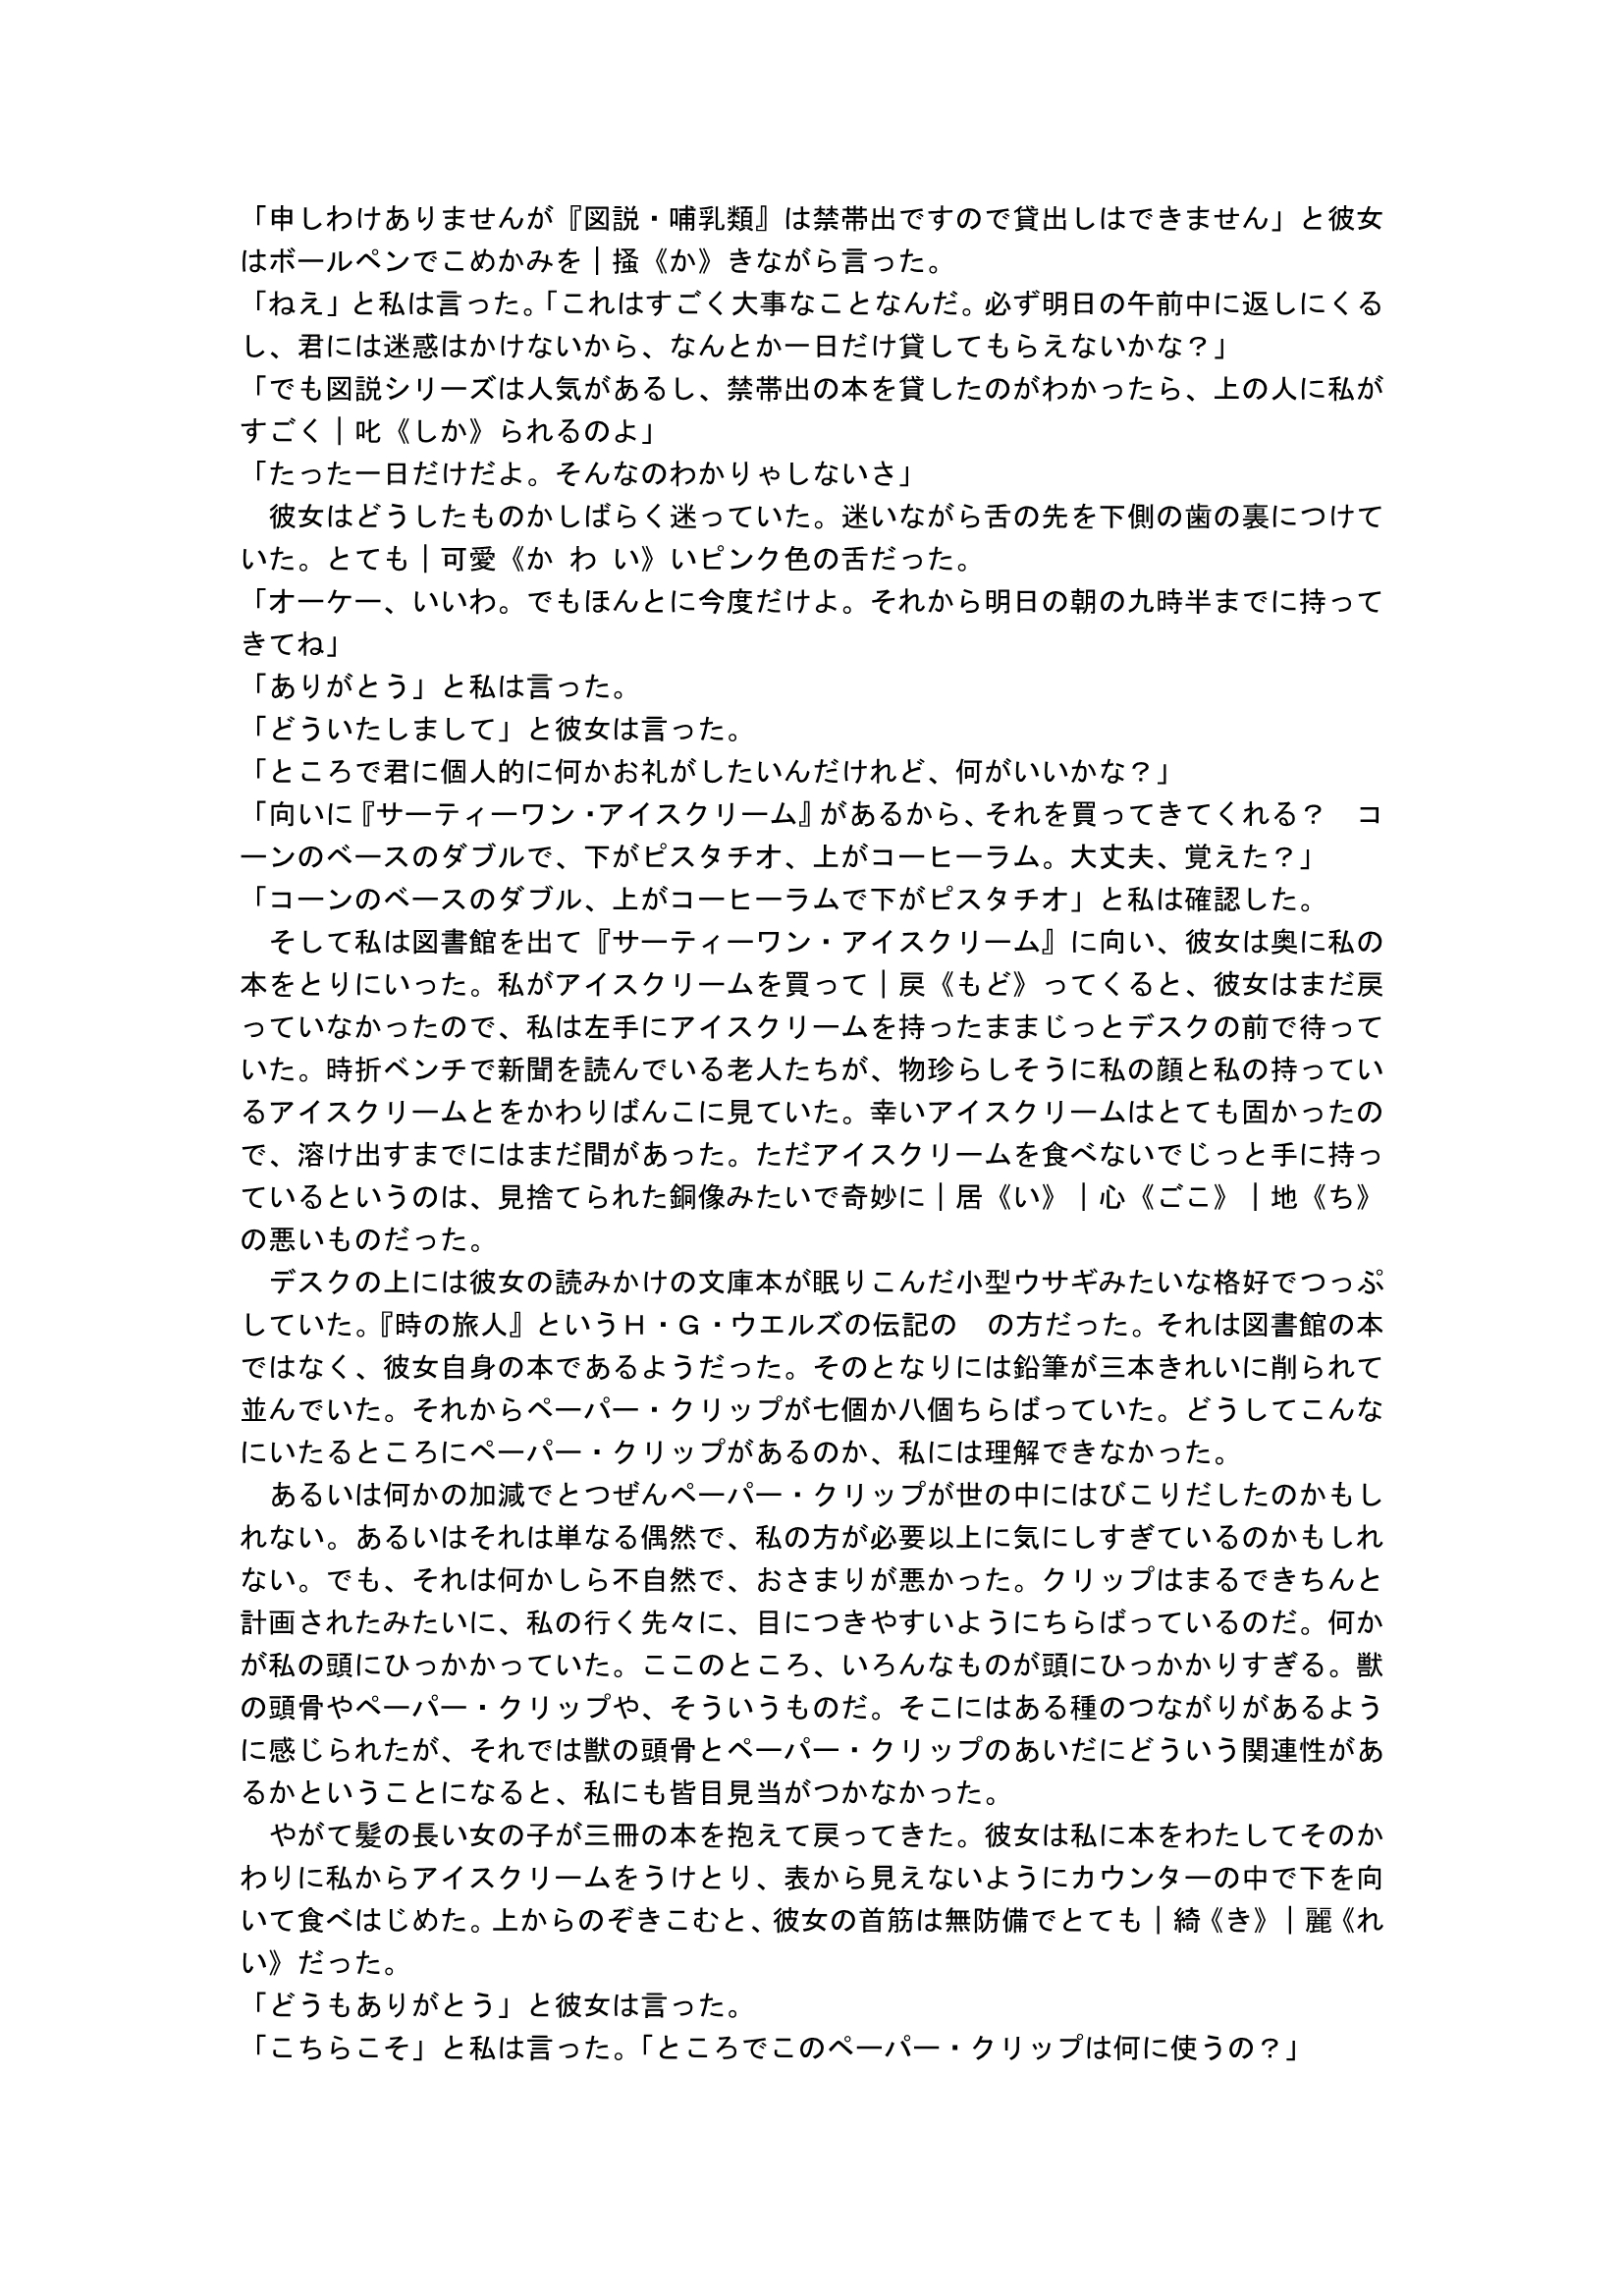 「申しわけありませんが『図説・哺乳類』は禁帯出ですので貸出しはできません」と彼女
はボールペンでこめかみを｜掻《か》きながら言った。
「ねえ」と私は言った。「これはすごく大事なことなんだ。必ず明日の午前中に返しにくる
し、君には迷惑はかけないから、なんとか一日だけ貸してもらえないかな？」
「でも図説シリーズは人気があるし、禁帯出の本を貸したのがわかったら、上の人に私が
すごく｜叱《しか》られるのよ」
「たった一日だけだよ。そんなのわかりゃしないさ」
　彼女はどうしたものかしばらく迷っていた。迷いながら舌の先を下側の歯の裏につけて
いた。とても｜可愛《か わ い》いピンク色の舌だった。
「オーケー、いいわ。でもほんとに今度だけよ。それから明日の朝の九時半までに持って
きてね」
「ありがとう」と私は言った。
「どういたしまして」と彼女は言った。
「ところで君に個人的に何かお礼がしたいんだけれど、何がいいかな？」
「向いに『サーティーワン・アイスクリーム』があるから、それを買ってきてくれる？　コ
ーンのベースのダブルで、下がピスタチオ、上がコーヒーラム。大丈夫、覚えた？」
「コーンのベースのダブル、上がコーヒーラムで下がピスタチオ」と私は確認した。
　そして私は図書館を出て『サーティーワン・アイスクリーム』に向い、彼女は奥に私の
本をとりにいった。私がアイスクリームを買って｜戻《もど》ってくると、彼女はまだ戻
っていなかったので、私は左手にアイスクリームを持ったままじっとデスクの前で待って
いた。時折ベンチで新聞を読んでいる老人たちが、物珍らしそうに私の顔と私の持ってい
るアイスクリームとをかわりばんこに見ていた。幸いアイスクリームはとても固かったの
で、溶け出すまでにはまだ間があった。ただアイスクリームを食べないでじっと手に持っ
ているというのは、見捨てられた銅像みたいで奇妙に｜居《い》｜心《ごこ》｜地《ち》
の悪いものだった。
　デスクの上には彼女の読みかけの文庫本が眠りこんだ小型ウサギみたいな格好でつっぷ
していた。『時の旅人』というＨ・Ｇ・ウエルズの伝記の　の方だった。それは図書館の本
ではなく、彼女自身の本であるようだった。そのとなりには鉛筆が三本きれいに削られて
並んでいた。それからペーパー・クリップが七個か八個ちらばっていた。どうしてこんな
にいたるところにペーパー・クリップがあるのか、私には理解できなかった。
　あるいは何かの加減でとつぜんペーパー・クリップが世の中にはびこりだしたのかもし
れない。あるいはそれは単なる偶然で、私の方が必要以上に気にしすぎているのかもしれ
ない。でも、それは何かしら不自然で、おさまりが悪かった。クリップはまるできちんと
計画されたみたいに、私の行く先々に、目につきやすいようにちらばっているのだ。何か
が私の頭にひっかかっていた。ここのところ、いろんなものが頭にひっかかりすぎる。獣
の頭骨やペーパー・クリップや、そういうものだ。そこにはある種のつながりがあるよう
に感じられたが、それでは獣の頭骨とペーパー・クリップのあいだにどういう関連性があ
るかということになると、私にも皆目見当がつかなかった。
　やがて髪の長い女の子が三冊の本を抱えて戻ってきた。彼女は私に本をわたしてそのか
わりに私からアイスクリームをうけとり、表から見えないようにカウンターの中で下を向
いて食べはじめた。上からのぞきこむと、彼女の首筋は無防備でとても｜綺《き》｜麗《れ
い》だった。
「どうもありがとう」と彼女は言った。
「こちらこそ」と私は言った。「ところでこのペーパー・クリップは何に使うの？」